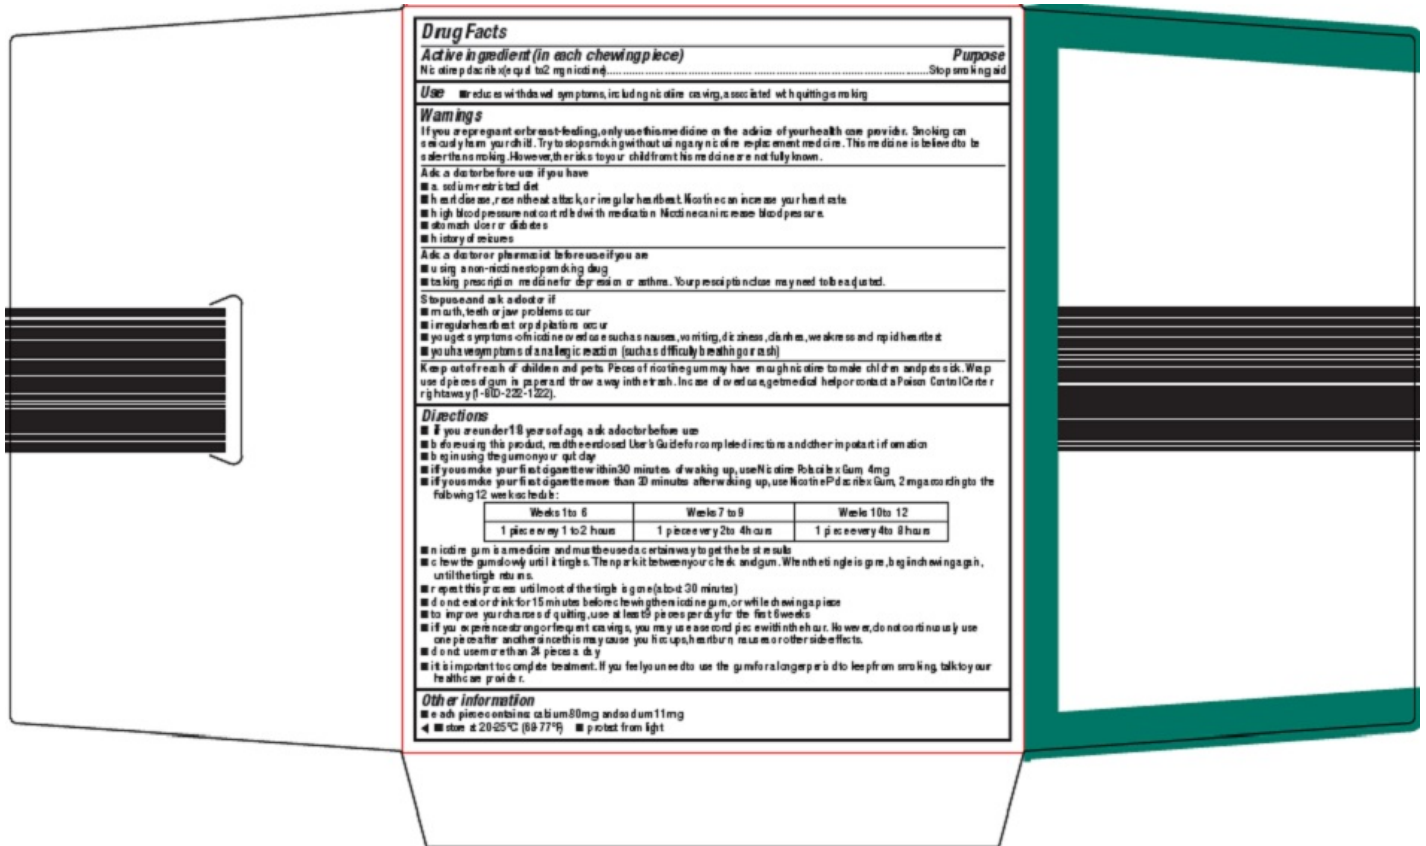 Drug Facts
Active ingredient (in each chewing piece) Purpose
Nicotine polacrilex (equal to 2 mg nicotine) Stop smoking aid
Use ■ reduces withdrawal symptoms, including nicotine craving, associated with quitting smoking
Warnings
If you are pregnant or breast-feeding, only use this medicine on the advice of your health care provider. Smoking can
seriously harm your child. Try to stop smoking without using any nicotine replacement medicine. This medicine is believed to be
safer than smoking. However, the risks to your child from this medicine are not fully known.
Ask a doctor before use if you have
■ a sodium-restricted diet
■ heart disease, recent heart attack, or irregular heartbeat. Nicotine can increase your heart rate.
■ high blood pressure not controlled with medication. Nicotine can increase blood pressure.
■ stomach ulcer or diabetes
■ history of seizures
Ask a doctor or pharmacist before use if you are
■ using a non-nicotine stop smoking drug
■ taking prescription medicine for depression or asthma. Your prescription dose may need to be adjusted.
Stop use and ask a doctor if
■ mouth, teeth or jaw problems occur
■ irregular heartbeat or palpitations occur
■ you get symptoms of nicotine overdose such as nausea, vomiting, dizziness, diarrhea, weakness and rapid heartbeat
■ you have symptoms of an allergic reaction (such as difficulty breathing or rash)
Keep out of reach of children and pets. Pieces of nicotine gum may have enough nicotine to make children and pets sick. Wrap
used pieces of gum in paper and throw away in the trash. In case of overdose, get medical help or contact a Poison Control Center
right away (1-800-222-1222).
Directions
■ if you are under 18 years of age, ask a doctor before use
■ before using this product, read the enclosed User's Guide for complete directions and other important information
■ begin using the gum on your quit day
■ if you smoke your first cigarette within 30 minutes of waking up, use Nicotine Polacrilex Gum, 4 mg
■ if you smoke your first cigarette more than 30 minutes after waking up, use Nicotine Polacrilex Gum, 2 mg according to the
following 12 week schedule:
Weeks 1 to 6 Weeks 7 to 9 Weeks 10 to 12
1 piece every 1 to 2 hours 1 piece every 2 to 4 hours 1 piece every 4 to 8 hours
■ nicotine gum is a medicine and must be used a certain way to get the best results
■ chew the gum slowly until it tingles. Then park it between your cheek and gum. When the tingle is gone, begin chewing again,
until the tingle returns.
■ repeat this process until most of the tingle is gone (about 30 minutes)
■ do not eat or drink for 15 minutes before chewing the nicotine gum, or while chewing a piece
■ to improve your chances of quitting, use at least 9 pieces per day for the first 6 weeks
■ if you experience strong or frequent cravings, you may use a second piece within the hour. However, do not continuously use
one piece after another since this may cause you hiccups, heartburn, nausea or other side effects.
■ do not use more than 24 pieces a day
■ it is important to complete treatment. If you feel you need to use the gum for a longer period to keep from smoking, talk to your
health care provider.
Other information
■ each piece contains: calcium 80 mg and sodium 11 mg
■ store at 20-25°C (68-77°F) ■ protect from light